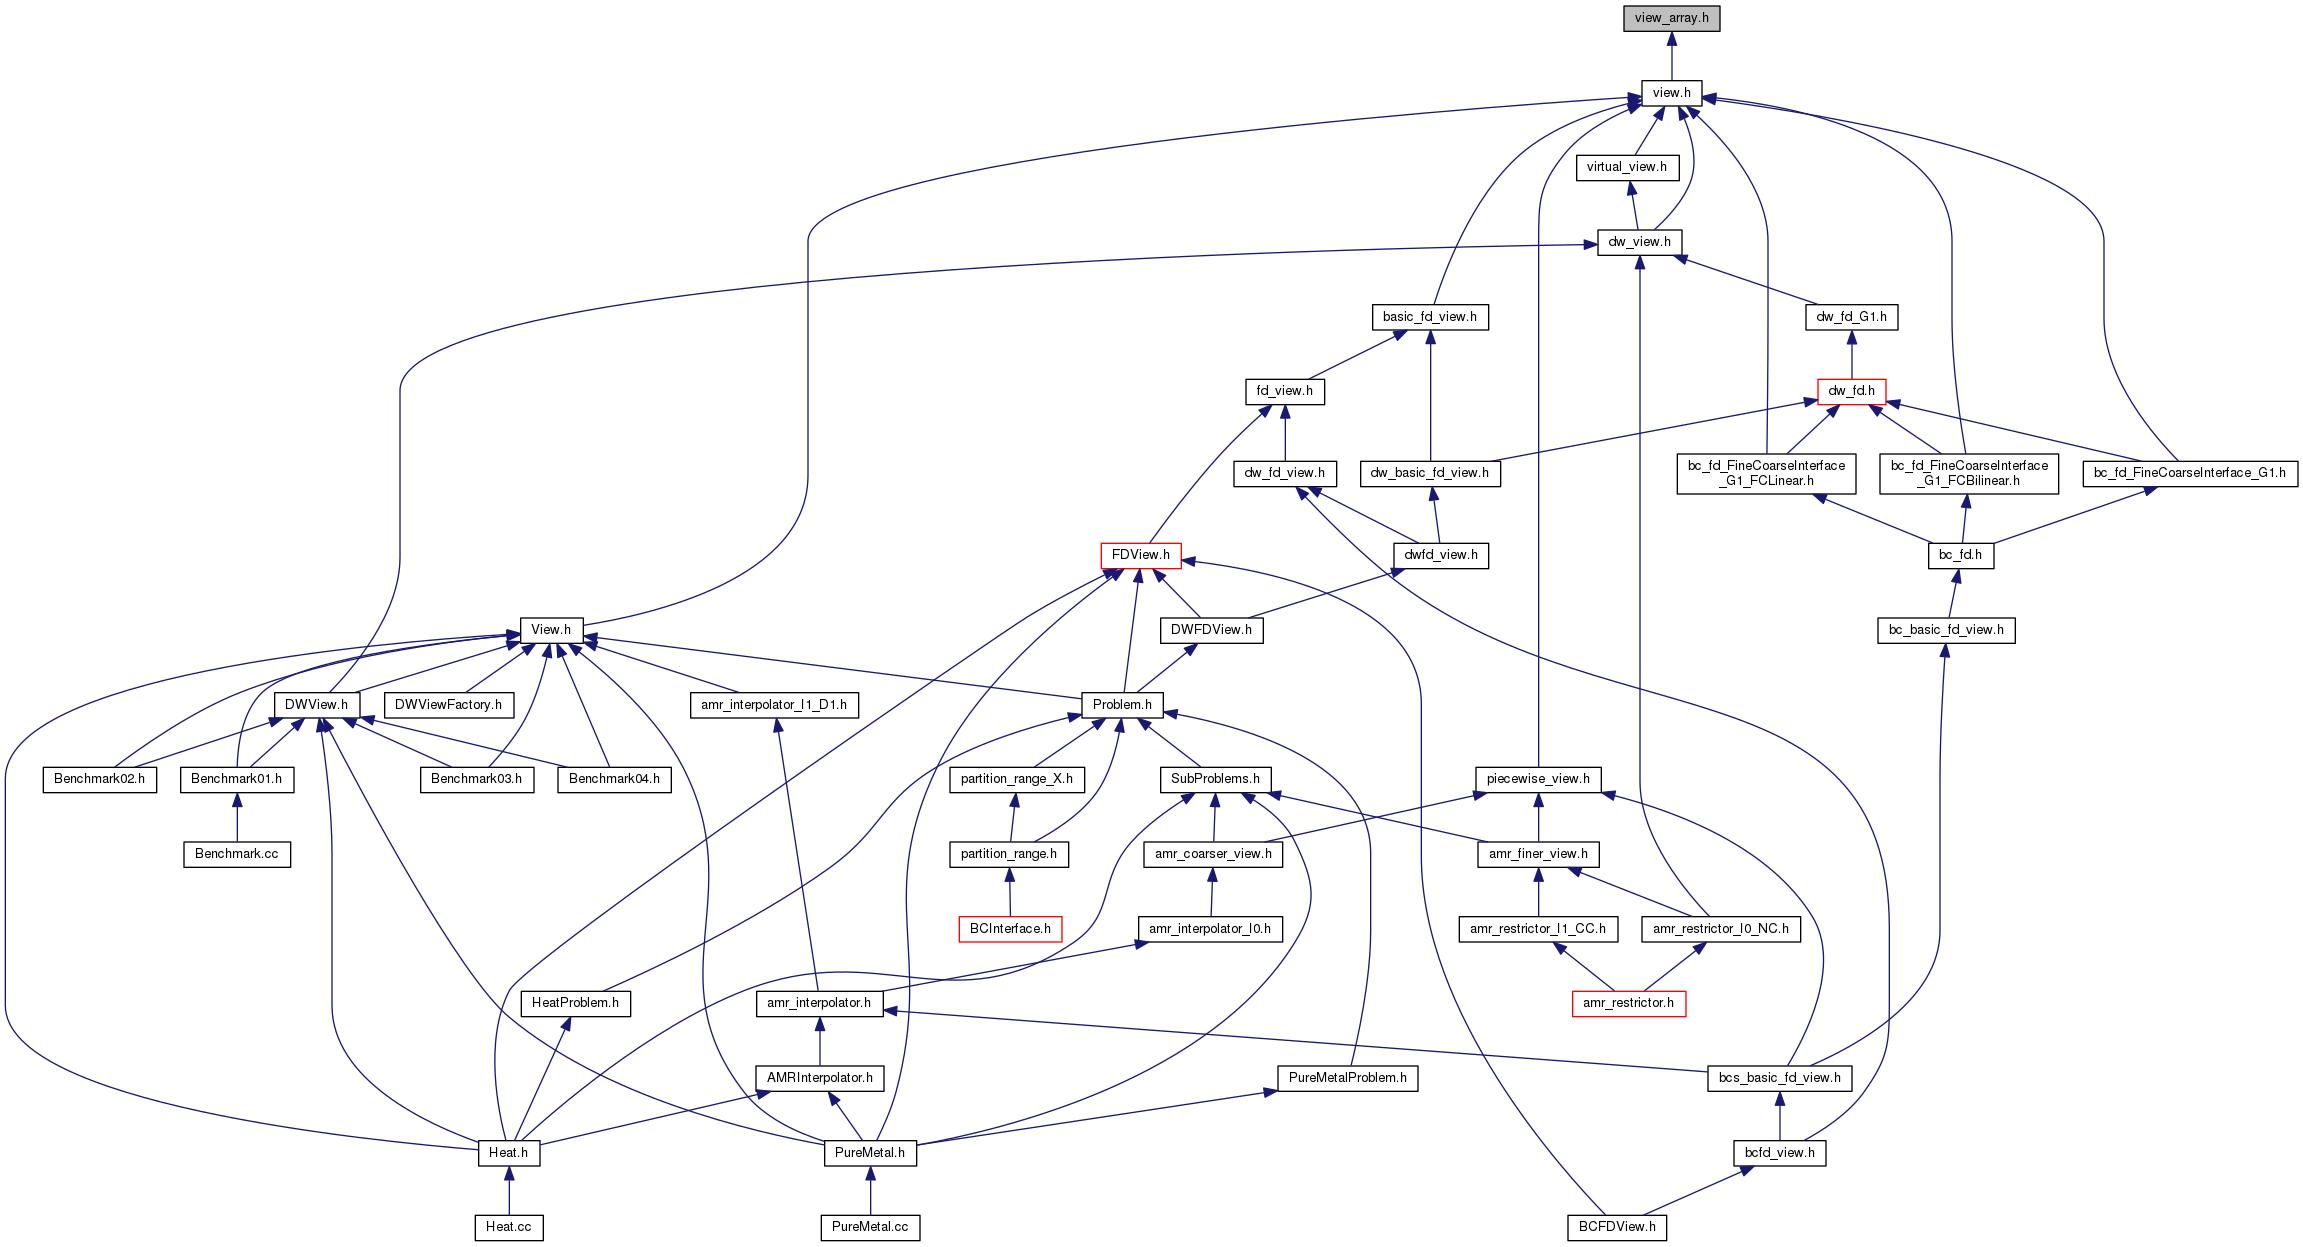 view_array.h
view.h
virtual_view.h
dw_view.h
basic_fd_view.h
dw_fd_G1.h
fd_view.h
dw_fd.h
dw_fd_view.h
dw_basic_fd_view.h
bc_fd_FineCoarseInterface
_G1_FCLinear.h
bc_fd_FineCoarseInterface
_G1_FCBilinear.h
bc_fd_FineCoarseInterface_G1.h
FDView.h
dwfd_view.h
bc_fd.h
View.h
DWFDView.h
bc_basic_fd_view.h
DWView.h
DWViewFactory.h
amr_interpolator_I1_D1.h
Problem.h
Benchmark02.h
Benchmark01.h
Benchmark03.h
Benchmark04.h
partition_range_X.h
SubProblems.h
piecewise_view.h
Benchmark.cc
partition_range.h
amr_coarser_view.h
amr_finer_view.h
BCInterface.h
amr_interpolator_I0.h
amr_restrictor_I1_CC.h
amr_restrictor_I0_NC.h
HeatProblem.h
amr_interpolator.h
amr_restrictor.h
AMRInterpolator.h
PureMetalProblem.h
bcs_basic_fd_view.h
Heat.h
PureMetal.h
bcfd_view.h
Heat.cc
PureMetal.cc
BCFDView.h